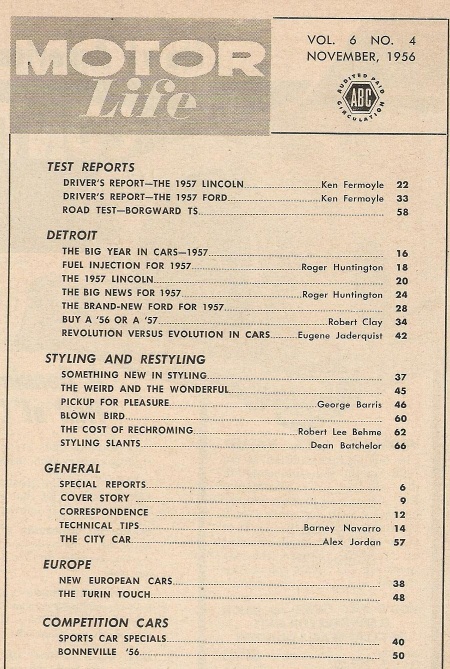 MOTOR
Life
VOL. 6 NO. 4
NOVEMBER, 1956
AUDITED PAID
ABC
CIRCULATION
TEST REPORTS
DRIVER'S REPORT—THE 1957 LINCOLN Ken Fermoyle 22
DRIVER'S REPORT—THE 1957 FORD Ken Fermoyle 33
ROAD TEST—BORGWARD TS 58
DETROIT
THE BIG YEAR IN CARS—1957 16
FUEL INJECTION FOR 1957 Roger Huntington 18
THE 1957 LINCOLN 20
THE BIG NEWS FOR 1957 Roger Huntington 24
THE BRAND-NEW FORD FOR 1957 28
BUY A '56 OR A '57 Robert Clay 34
REVOLUTION VERSUS EVOLUTION IN CARS Eugene Jaderquist 42
STYLING AND RESTYLING
SOMETHING NEW IN STYLING 37
THE WEIRD AND THE WONDERFUL 45
PICKUP FOR PLEASURE George Barris 46
BLOWN BIRD 60
THE COST OF RECHROMING Robert Lee Behme 62
STYLING SLANTS Dean Batchelor 66
GENERAL
SPECIAL REPORTS 6
COVER STORY 9
CORRESPONDENCE 12
TECHNICAL TIPS Barney Navarro 14
THE CITY CAR Alex Jordan 57
EUROPE
NEW EUROPEAN CARS 38
THE TURIN TOUCH 48
COMPETITION CARS
SPORTS CAR SPECIALS 40
BONNEVILLE '56 50